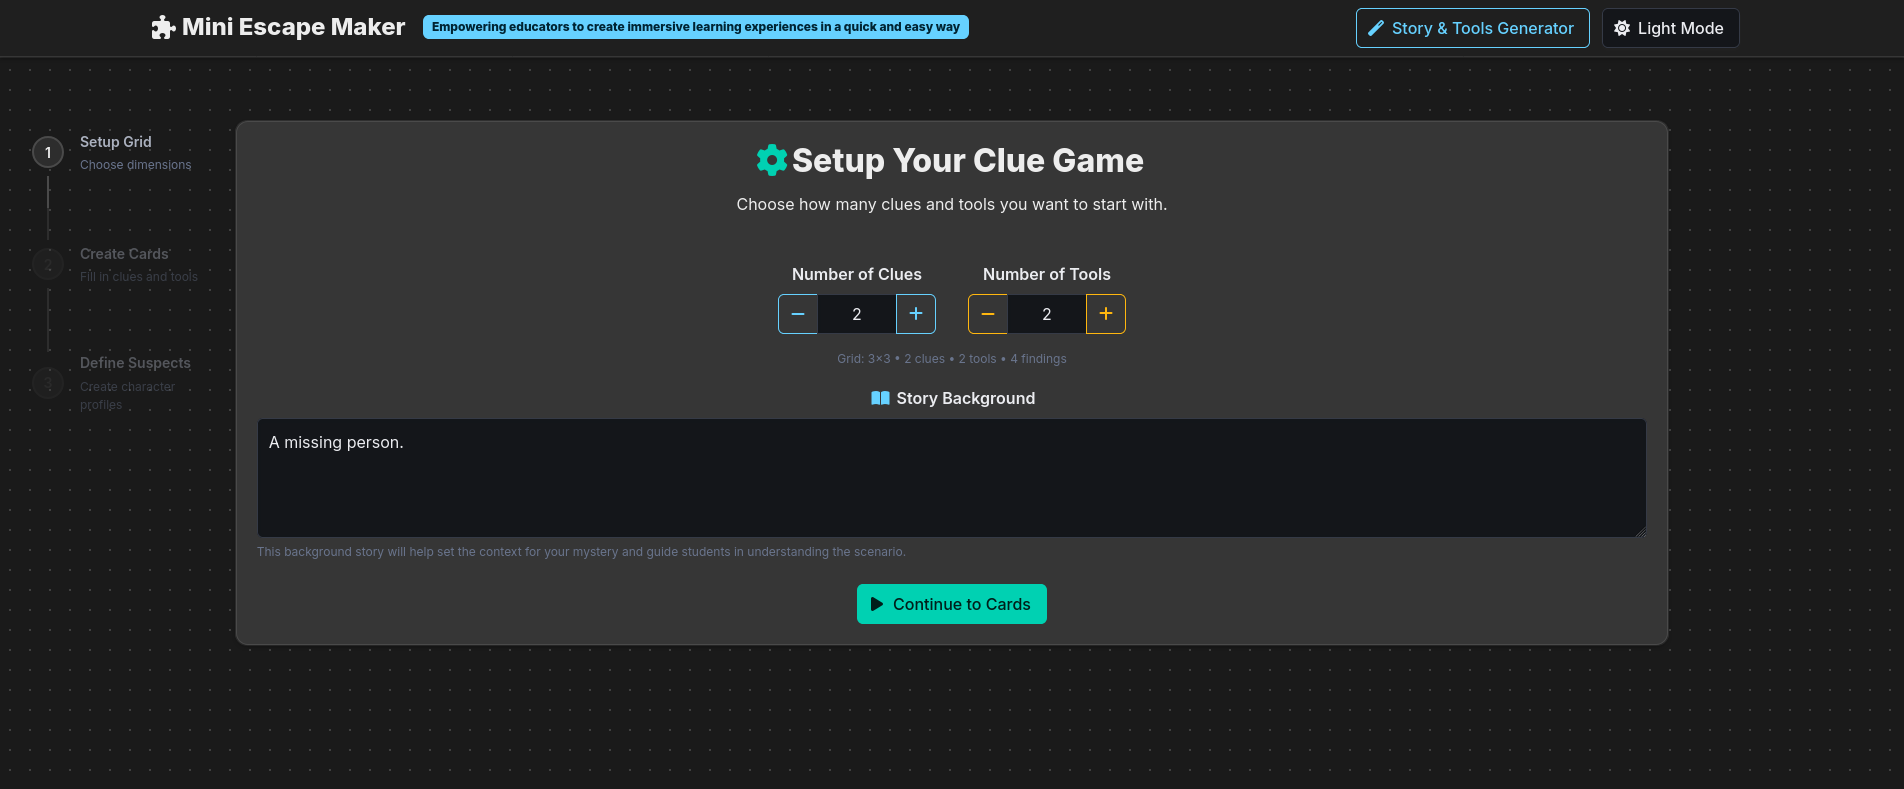 Mini Escape Maker
Empowering educators to create immersive learning experiences in a quick and easy way
Story & Tools Generator
Light Mode
1
Setup Grid
Choose dimensions
2
Create Cards
Fill in clues and tools
3
Define Suspects
Create character
profiles
Setup Your Clue Game
Choose how many clues and tools you want to start with.
Number of Clues
Number of Tools
− 2 +
− 2 +
Grid: 3×3 • 2 clues • 2 tools • 4 findings
Story Background
A missing person.
This background story will help set the context for your mystery and guide students in understanding the scenario.
Continue to Cards